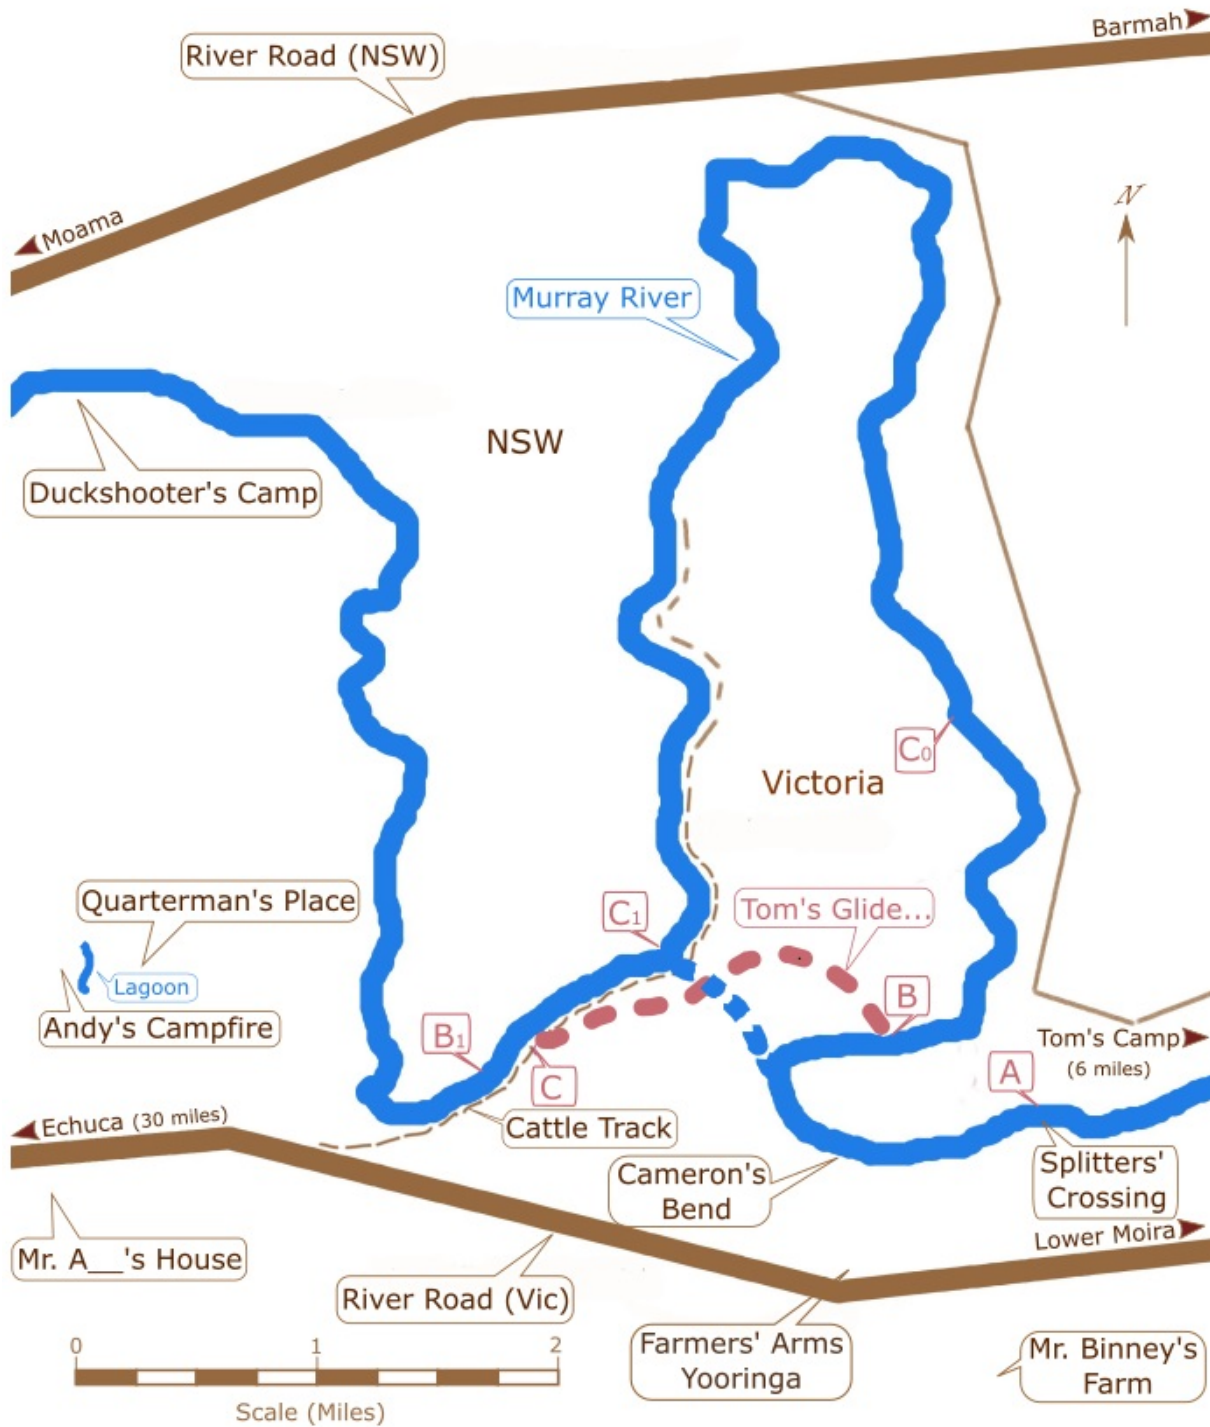 Barmah
River Road (NSW)
Moama
N
Murray River
NSW
Duckshooter's Camp
C0
Victoria
Quarterman's Place
C1
Tom's Glide...
Lagoon
B
Andy's Campfire
B1
Tom's Camp
(6 miles)
C
A
Echuca (30 miles)
Cattle Track
Cameron's
Bend
Splitters'
Crossing
Lower Moira
Mr. A__'s House
River Road (Vic)
Farmers' Arms
Yooringa
Mr. Binney's
Farm
0 1 2
Scale (Miles)